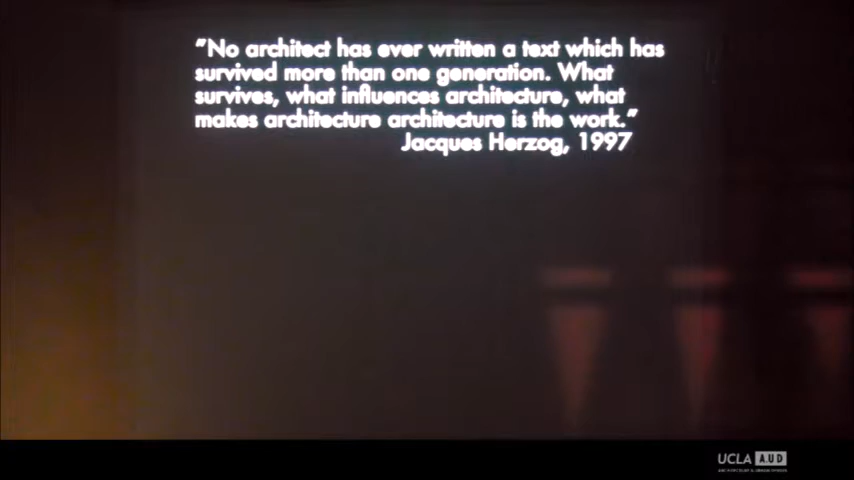 "No architect has ever written a text which has
survived more than one generation. What
survives, what influences architecture, what
makes architecture architecture is the work."
Jacques Herzog, 1997
UCLA A.UD